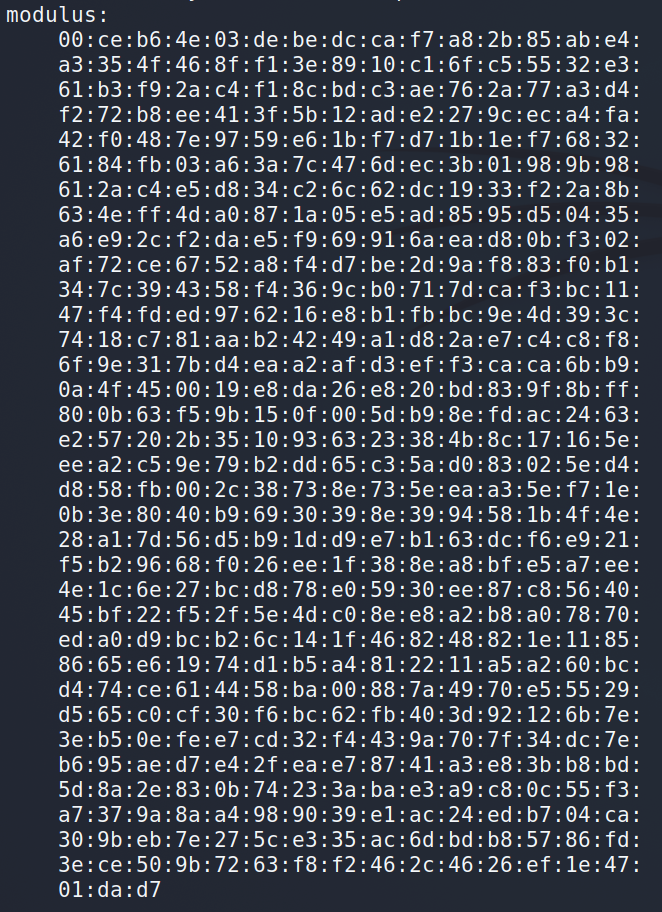 modulus:
00:ce:b6:4e:03:de:be:dc:ca:f7:a8:2b:85:ab:e4:
a3:35:4f:46:8f:f1:3e:89:10:c1:6f:c5:55:32:e3:
61:b3:f9:2a:c4:f1:8c:bd:c3:ae:76:2a:77:a3:d4:
f2:72:b8:ee:41:3f:5b:12:ad:e2:27:9c:ec:a4:fa:
42:f0:48:7e:97:59:e6:1b:f7:d7:1b:1e:f7:68:32:
61:84:fb:03:a6:3a:7c:47:6d:ec:3b:01:98:9b:98:
61:2a:c4:e5:d8:34:c2:6c:62:dc:19:33:f2:2a:8b:
63:4e:ff:4d:a0:87:1a:05:e5:ad:85:95:d5:04:35:
a6:e9:2c:f2:da:e5:f9:69:91:6a:ea:d8:0b:f3:02:
af:72:ce:67:52:a8:f4:d7:be:2d:9a:f8:83:f0:b1:
34:7c:39:43:58:f4:36:9c:b0:71:7d:ca:f3:bc:11:
47:f4:fd:ed:97:62:16:e8:b1:fb:bc:9e:4d:39:3c:
74:18:c7:81:aa:b2:42:49:a1:d8:2a:e7:c4:c8:f8:
6f:9e:31:7b:d4:ea:a2:af:d3:ef:f3:ca:ca:6b:b9:
0a:4f:45:00:19:e8:da:26:e8:20:bd:83:9f:8b:ff:
80:0b:63:f5:9b:15:0f:00:5d:b9:8e:fd:ac:24:63:
e2:57:20:2b:35:10:93:63:23:38:4b:8c:17:16:5e:
ee:a2:c5:9e:79:b2:dd:65:c3:5a:d0:83:02:5e:d4:
d8:58:fb:00:2c:38:73:8e:73:5e:ea:a3:5e:f7:1e:
0b:3e:80:40:b9:69:30:39:8e:39:94:58:1b:4f:4e:
28:a1:7d:56:d5:b9:1d:d9:e7:b1:63:dc:f6:e9:21:
f5:b2:96:68:f0:26:ee:1f:38:8e:a8:bf:e5:a7:ee:
4e:1c:6e:27:bc:d8:78:e0:59:30:ee:87:c8:56:40:
45:bf:22:f5:2f:5e:4d:c0:8e:e8:a2:b8:a0:78:70:
ed:a0:d9:bc:b2:6c:14:1f:46:82:48:82:1e:11:85:
86:65:e6:19:74:d1:b5:a4:81:22:11:a5:a2:60:bc:
d4:74:ce:61:44:58:ba:00:88:7a:49:70:e5:55:29:
d5:65:c0:cf:30:f6:bc:62:fb:40:3d:92:12:6b:7e:
3e:b5:0e:fe:e7:cd:32:f4:43:9a:70:7f:34:dc:7e:
b6:95:ae:d7:e4:2f:ea:e7:87:41:a3:e8:3b:b8:bd:
5d:8a:2e:83:0b:74:23:3a:ba:e3:a9:c8:0c:55:f3:
a7:37:9a:8a:a4:98:90:39:e1:ac:24:ed:b7:04:ca:
30:9b:eb:7e:27:5c:e3:35:ac:6d:bd:b8:57:86:fd:
3e:ce:50:9b:72:63:f8:f2:46:2c:46:26:ef:1e:47:
01:da:d7